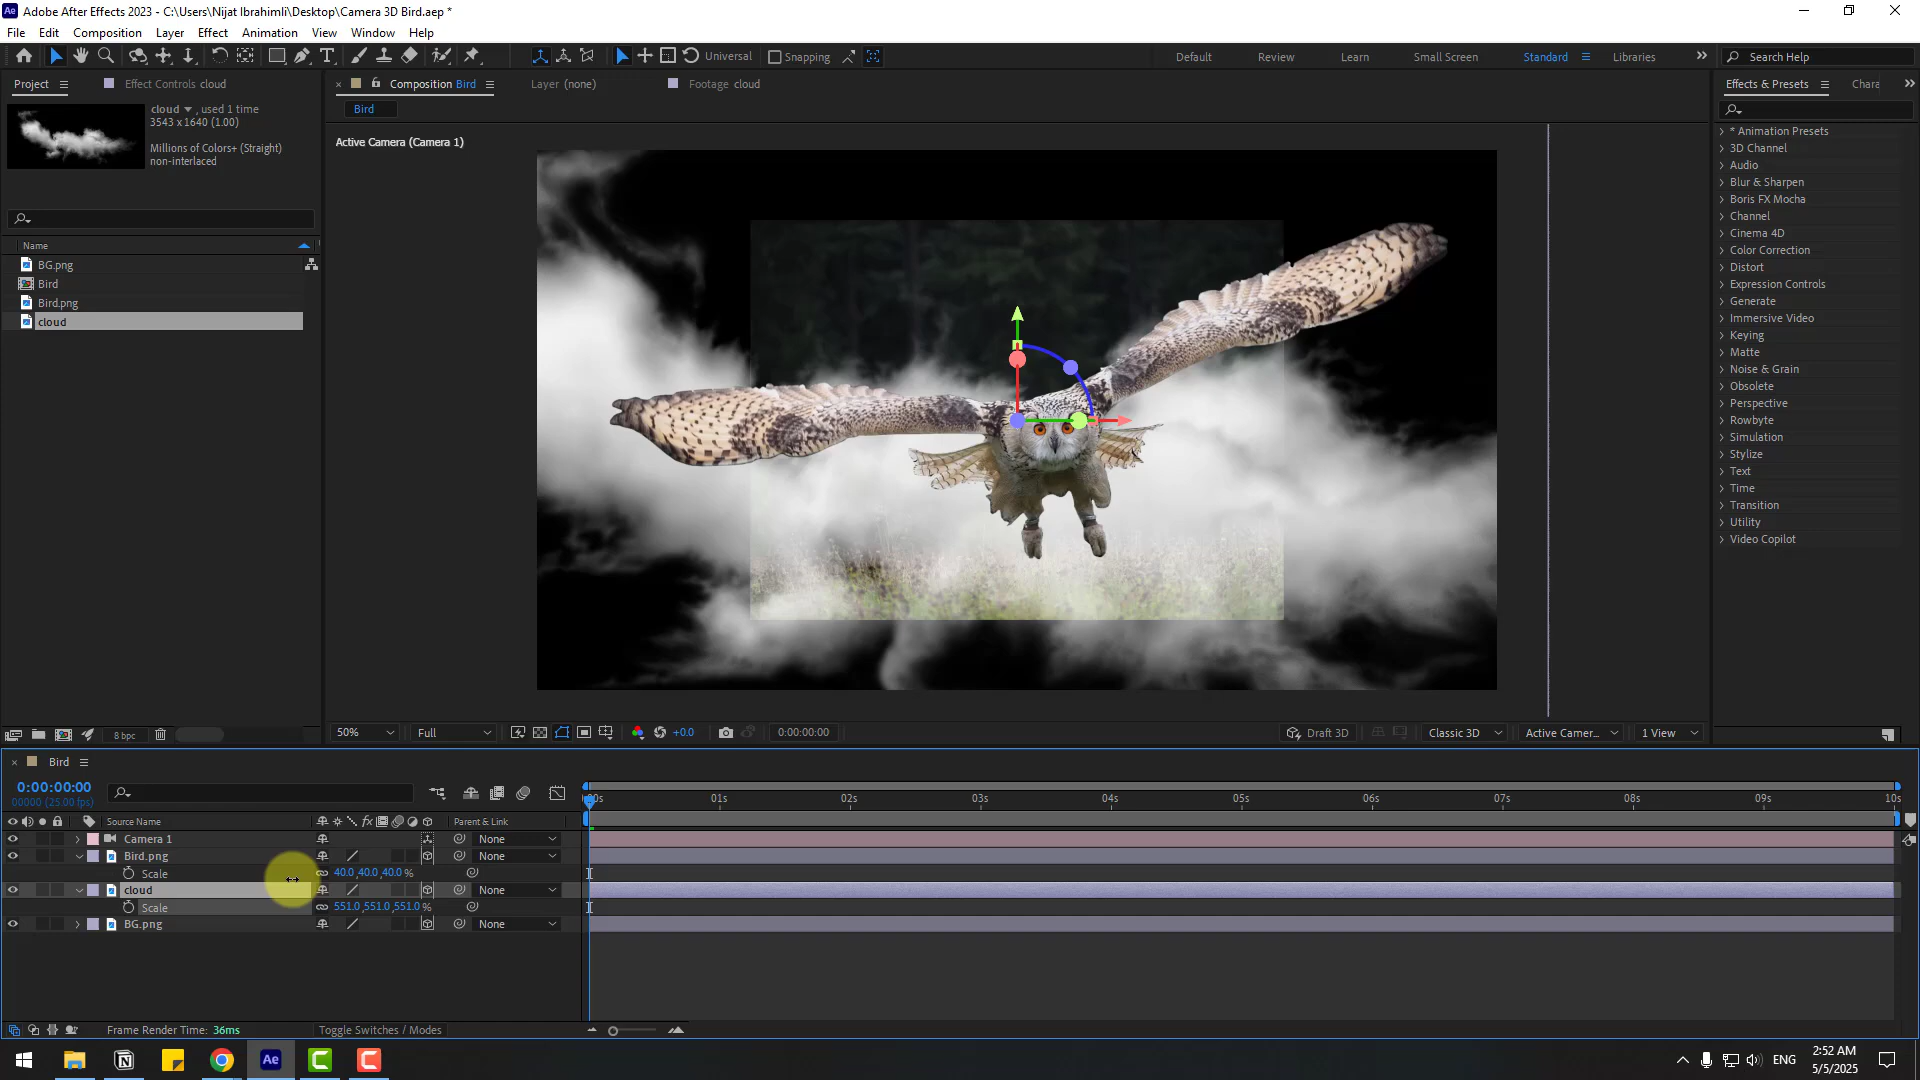 Adobe After Effects 2023 - C:\Users\Nijat Ibrahimli\Desktop\Camera 3D Bird.aep *
File Edit Composition Layer Effect Animation View Window Help
Universal Snapping Default Review Learn Small Screen Standard Libraries Search Help
Project Effect Controls cloud Composition Bird Layer (none) Footage cloud Effects & Presets Chara
cloud , used 1 time
3543 x 1640 (1.00)
Millions of Colors+ (Straight)
non-interlaced
Bird
Active Camera (Camera 1)
Name
BG.png
Bird
Bird.png
cloud
* Animation Presets
3D Channel
Audio
Blur & Sharpen
Boris FX Mocha
Channel
Cinema 4D
Color Correction
Distort
Expression Controls
Generate
Immersive Video
Keying
Matte
Noise & Grain
Obsolete
Perspective
Rowbyte
Simulation
Stylize
Text
Time
Transition
Utility
Video Copilot
8 bpc 50% Full +0.0 0:00:00:00 Draft 3D Classic 3D Active Camer... 1 View
Bird
0:00:00:00
00000 (25.00 fps)
:00s 01s 02s 03s 04s 05s 06s 07s 08s 09s 10s
Source Name Parent & Link
Camera 1 None
Bird.png None
Scale 40.0,40.0,40.0 %
cloud None
Scale 551.0,551.0,551.0 %
BG.png None
Frame Render Time: 36ms Toggle Switches / Modes
ENG 2:52 AM
5/5/2025